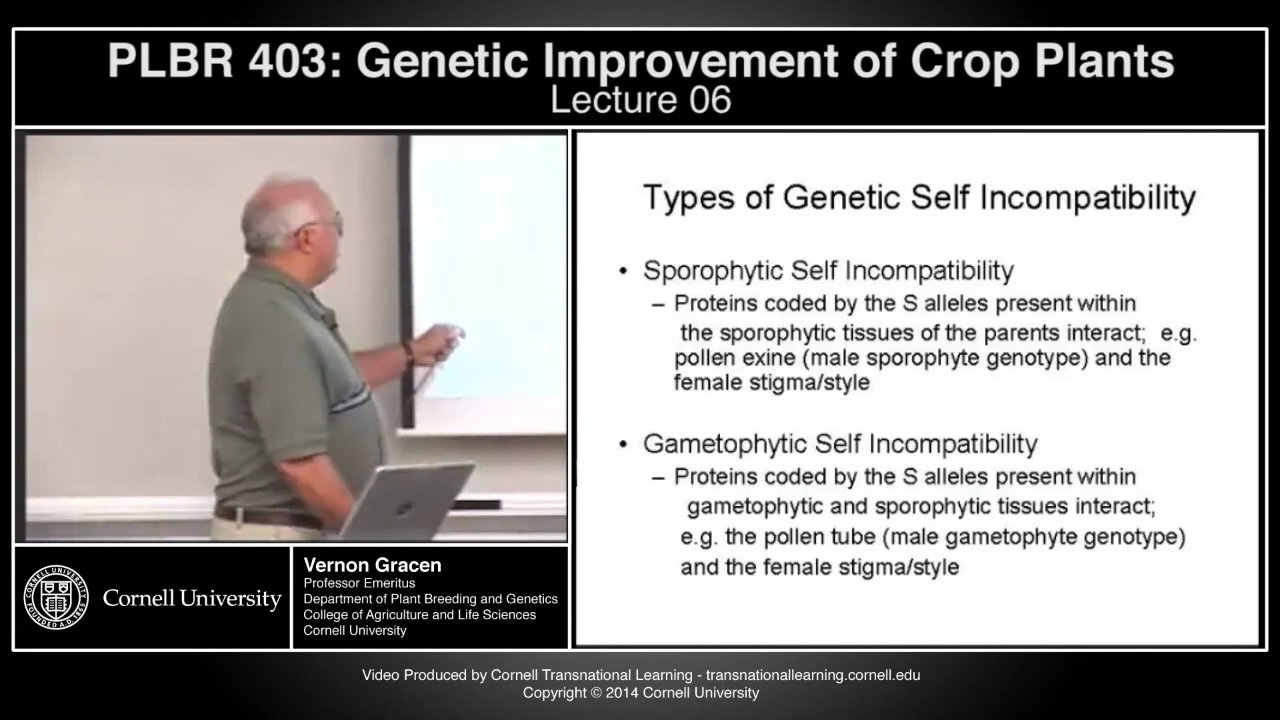 PLBR 403: Genetic Improvement of Crop Plants
Lecture 06
Types of Genetic Self Incompatibility
• Sporophytic Self Incompatibility
– Proteins coded by the S alleles present within
the sporophytic tissues of the parents interact; e.g.
pollen exine (male sporophyte genotype) and the
female stigma/style
• Gametophytic Self Incompatibility
– Proteins coded by the S alleles present within
gametophytic and sporophytic tissues interact;
e.g. the pollen tube (male gametophyte genotype)
and the female stigma/style
Cornell University
Vernon Gracen
Professor Emeritus
Department of Plant Breeding and Genetics
College of Agriculture and Life Sciences
Cornell University
Video Produced by Cornell Transnational Learning - transnationallearning.cornell.edu
Copyright © 2014 Cornell University